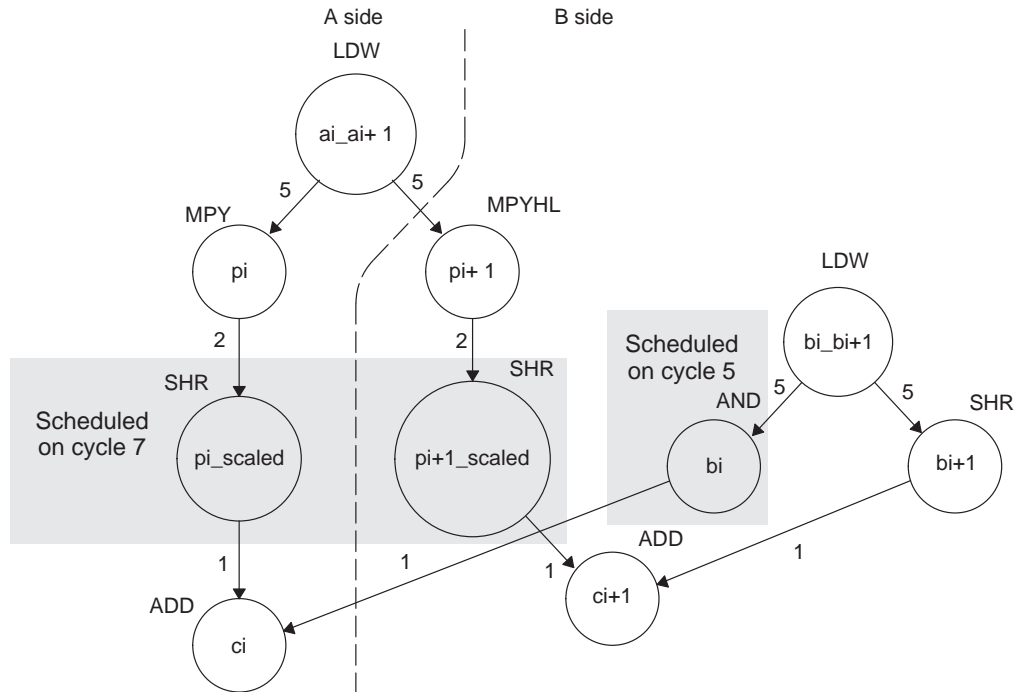 A side
B side
LDW
ai_ai+ 1
5
5
MPY
MPYHL
pi
pi+ 1
LDW
2
2
Scheduled
on cycle 5
bi_bi+1
SHR
SHR
AND
5
5
SHR
Scheduled
on cycle 7
pi_scaled
pi+1_scaled
bi
bi+1
1
1
1
ADD
1
ADD
ci+1
ci